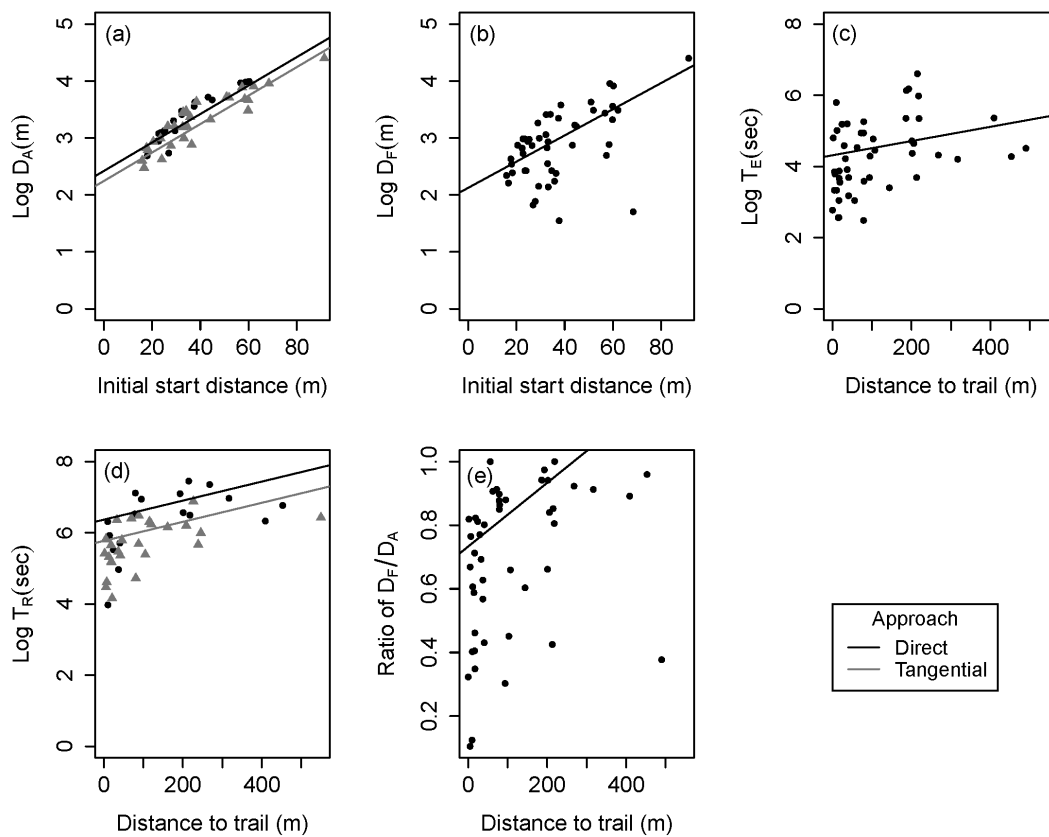 (a)
Log D_A(m)
5
4
3
2
1
0
0 20 40 60 80
Initial start distance (m)
(b)
Log D_F(m)
5
4
3
2
1
0
0 20 40 60 80
Initial start distance (m)
(c)
Log T_E(sec)
8
6
4
2
0
0 200 400
Distance to trail (m)
(d)
Log T_R(sec)
8
6
4
2
0
0 200 400
Distance to trail (m)
(e)
Ratio of D_F/D_A
1.0
0.8
0.6
0.4
0.2
0 200 400
Distance to trail (m)
Approach
Direct
Tangential